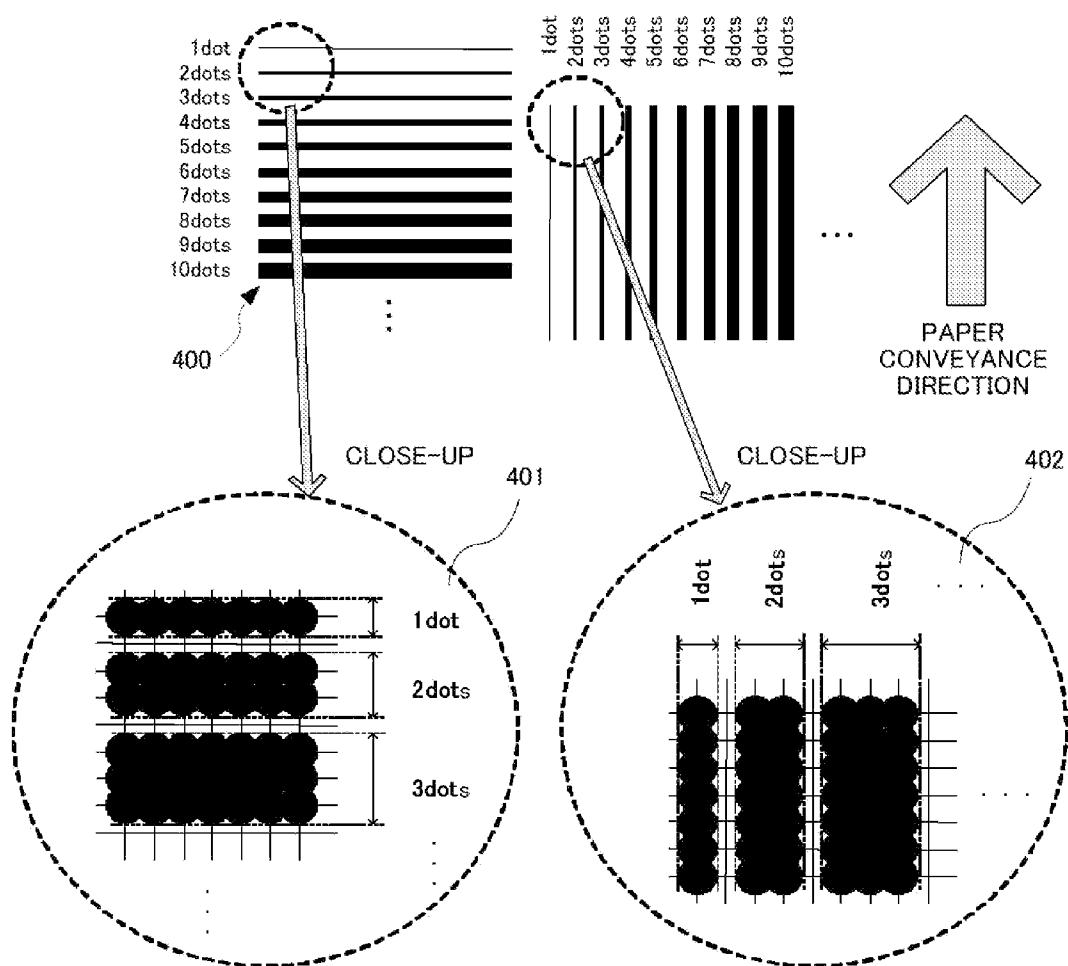 1dot
2dots
3dots
4dots
5dots
6dots
7dots
8dots
9dots
10dots
1dot
2dots
3dots
4dots
5dots
6dots
7dots
8dots
9dots
10dots
400
PAPER
CONVEYANCE
DIRECTION
CLOSE-UP
401
1dot
2dots
3dots
CLOSE-UP
402
1dot
2dots
3dots